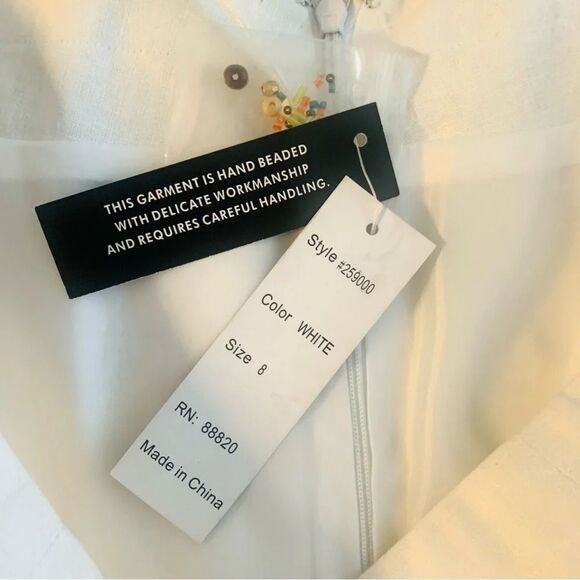 THIS GARMENT IS HAND BEADED
WITH DELICATE WORKMANSHIP
AND REQUIRES CAREFUL HANDLING.
Style #259000
Color WHITE
Size 8
RN: 88820
Made in China